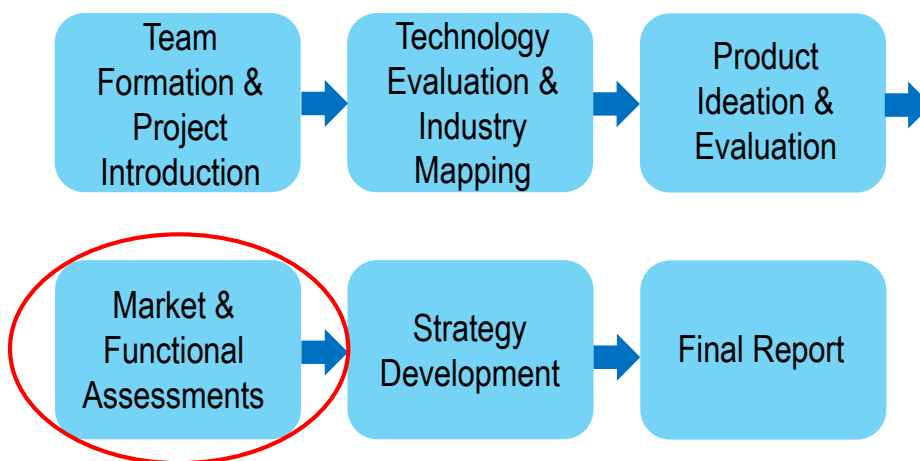 Team
Formation &
Project
Introduction
Technology
Evaluation &
Industry
Mapping
Product
Ideation &
Evaluation
Market &
Functional
Assessments
Strategy
Development
Final Report